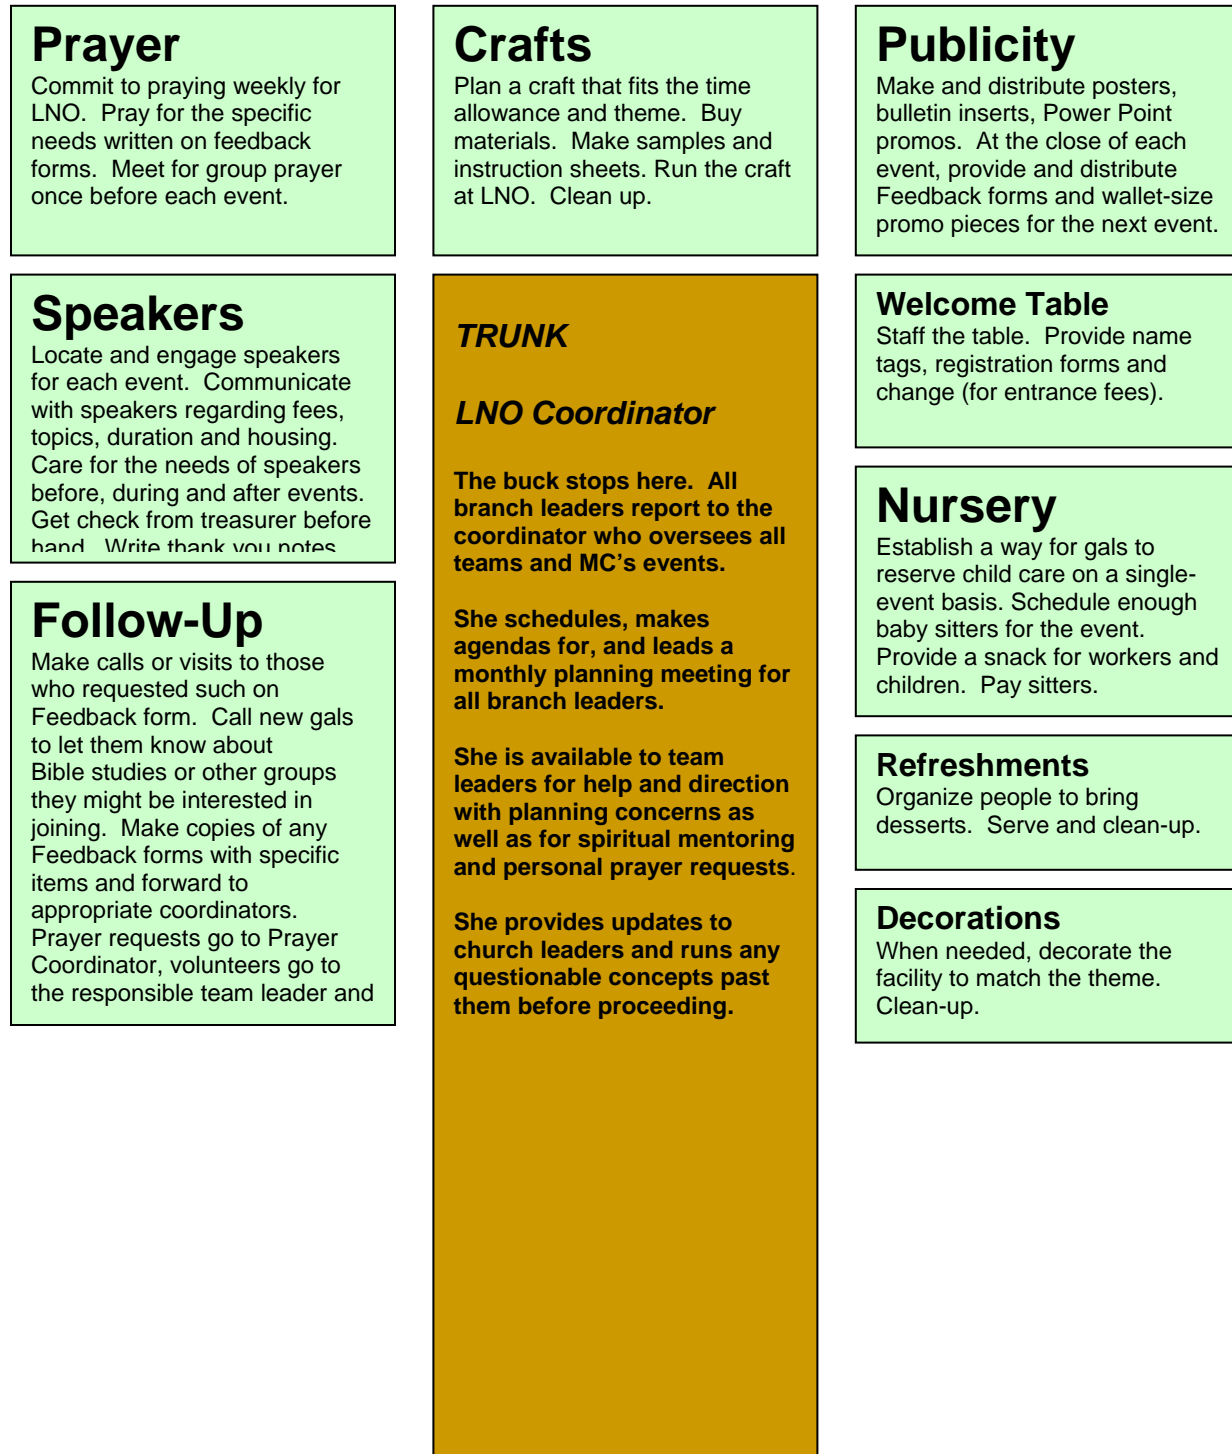 Prayer
Commit to praying weekly for
LNO. Pray for the specific
needs written on feedback
forms. Meet for group prayer
once before each event.
Crafts
Plan a craft that fits the time
allowance and theme. Buy
materials. Make samples and
instruction sheets. Run the craft
at LNO. Clean up.
Publicity
Make and distribute posters,
bulletin inserts, Power Point
promos. At the close of each
event, provide and distribute
Feedback forms and wallet-size
promo pieces for the next event.
Speakers
Locate and engage speakers
for each event. Communicate
with speakers regarding fees,
topics, duration and housing.
Care for the needs of speakers
before, during and after events.
Get check from treasurer before
hand. Write thank you notes
Follow-Up
Make calls or visits to those
who requested such on
Feedback form. Call new gals
to let them know about
Bible studies or other groups
they might be interested in
joining. Make copies of any
Feedback forms with specific
items and forward to
appropriate coordinators.
Prayer requests go to Prayer
Coordinator, volunteers go to
the responsible team leader and
TRUNK
LNO Coordinator
The buck stops here. All
branch leaders report to the
coordinator who oversees all
teams and MC's events.
She schedules, makes
agendas for, and leads a
monthly planning meeting for
all branch leaders.
She is available to team
leaders for help and direction
with planning concerns as
well as for spiritual mentoring
and personal prayer requests.
She provides updates to
church leaders and runs any
questionable concepts past
them before proceeding.
Welcome Table
Staff the table. Provide name
tags, registration forms and
change (for entrance fees).
Nursery
Establish a way for gals to
reserve child care on a single-
event basis. Schedule enough
baby sitters for the event.
Provide a snack for workers and
children. Pay sitters.
Refreshments
Organize people to bring
desserts. Serve and clean-up.
Decorations
When needed, decorate the
facility to match the theme.
Clean-up.